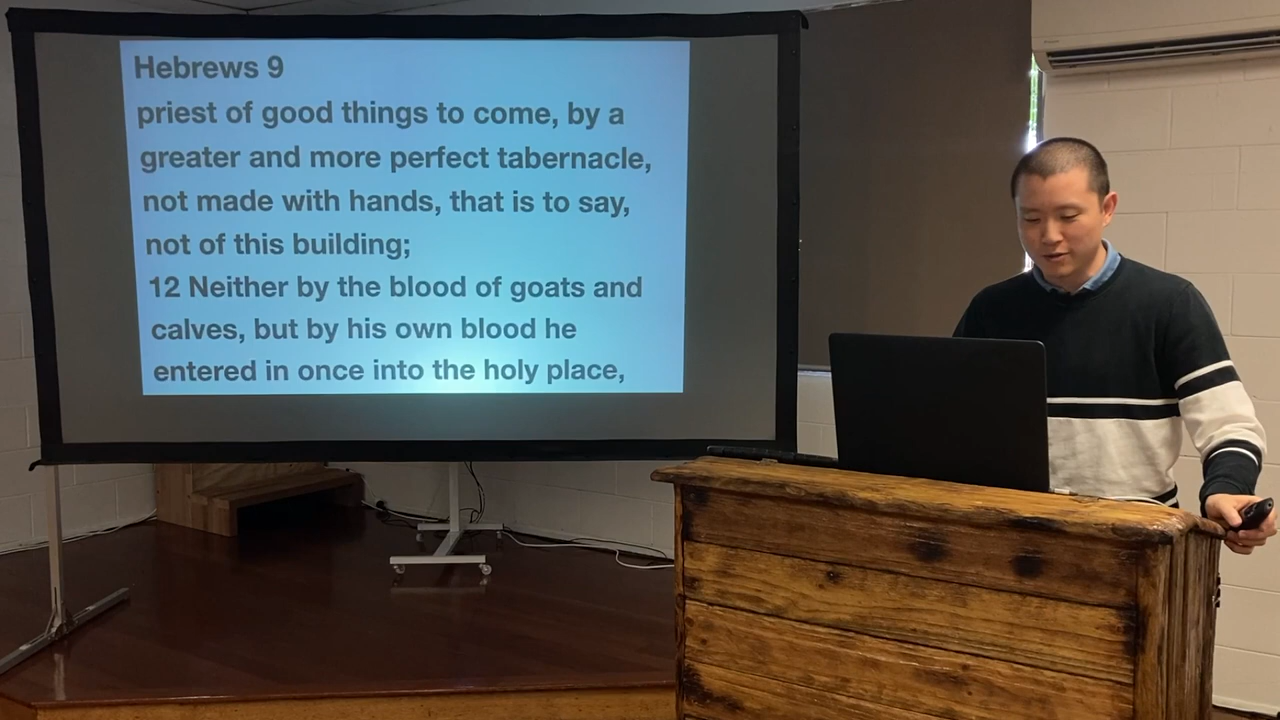 Hebrews 9
priest of good things to come, by a
greater and more perfect tabernacle,
not made with hands, that is to say,
not of this building;
12 Neither by the blood of goats and
calves, but by his own blood he
entered in once into the holy place,